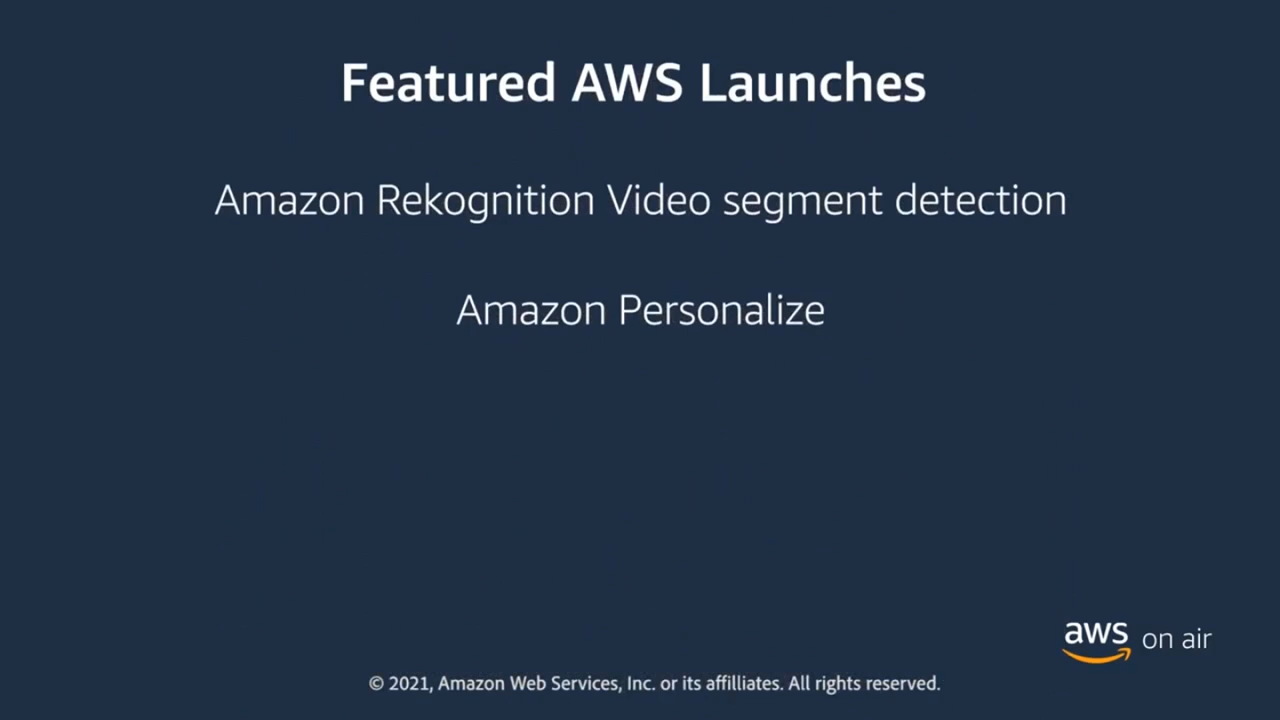 Featured AWS Launches
Amazon Rekognition Video segment detection
Amazon Personalize
aws on air
© 2021, Amazon Web Services, Inc. or its affilliates. All rights reserved.